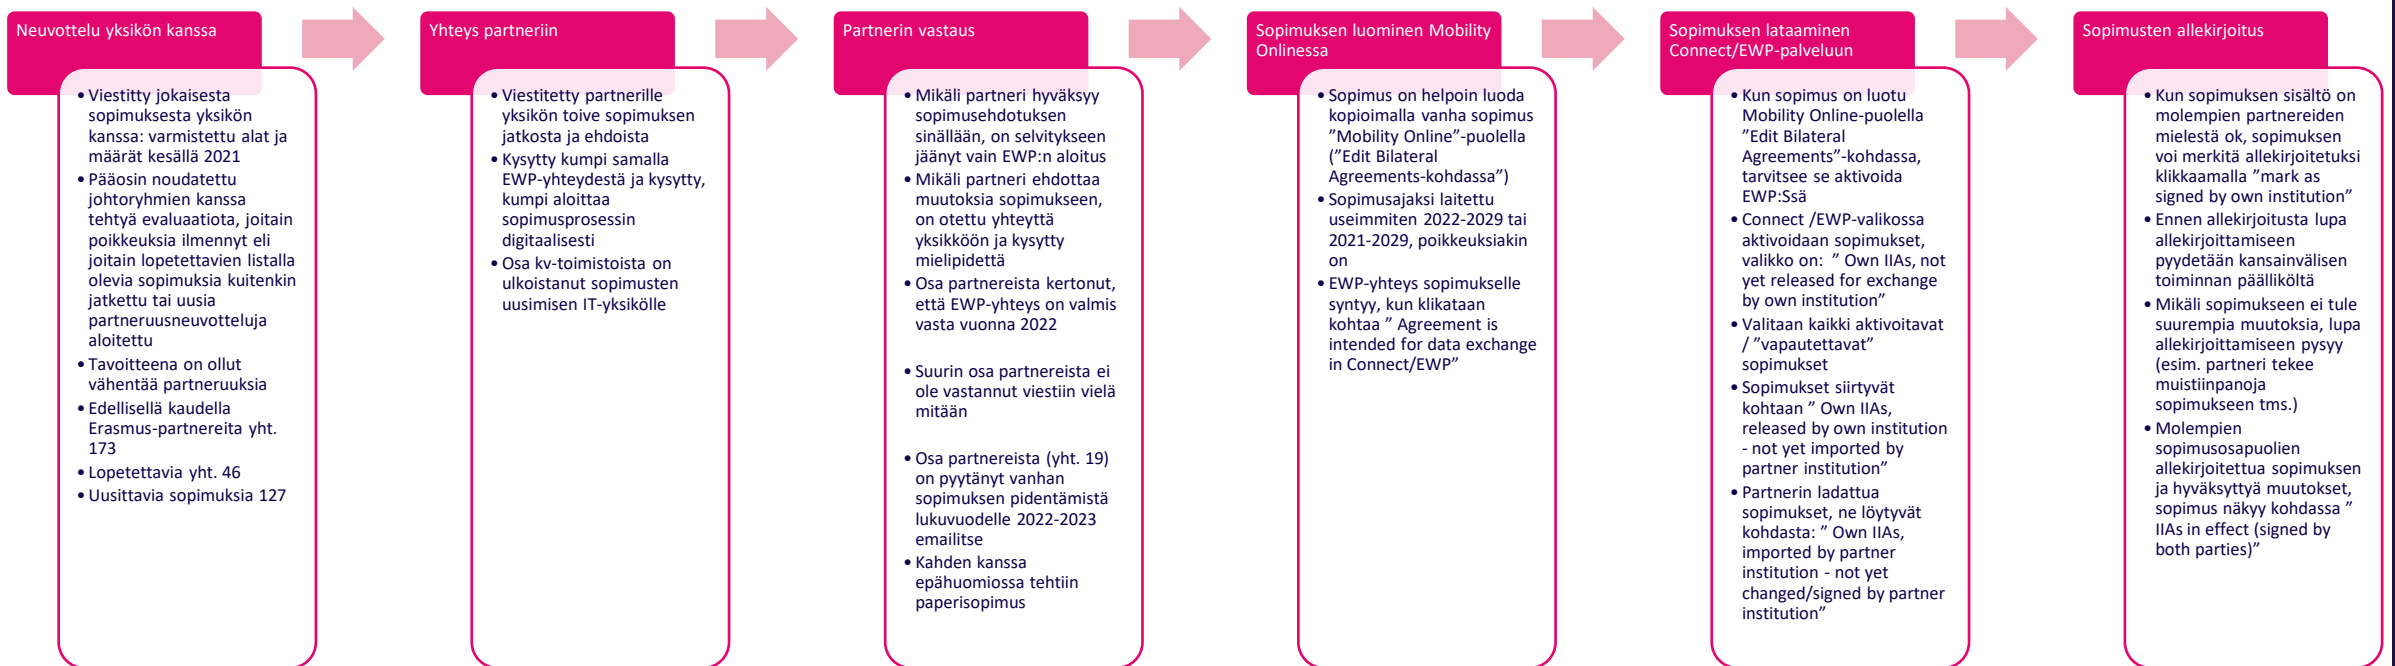 Neuvottelu yksikön kanssa
• Viestitty jokaisesta
sopimuksesta yksikön
kanssa: varmistettu alat ja
määrät kesällä 2021
• Pääosin noudatettu
johtoryhmien kanssa
tehtyä evaluaatiota, joitain
poikkeuksia ilmennyt eli
joitain lopetettavien listalla
olevia sopimuksia kuitenkin
jatkettu tai uusia
partneruusneuvotteluja
aloitettu
• Tavoitteena on ollut
vähentää partneruuksia
• Edellisellä kaudella
Erasmus-partnereita yht.
173
• Lopetettavia yht. 46
• Uusittavia sopimuksia 127
Yhteys partneriin
• Viestitetty partnerille
yksikön toive sopimuksen
jatkosta ja ehdoista
• Kysytty kumpi samalla
EWP-yhteydestä ja kysytty,
kumpi aloittaa
sopimusprosessin
digitaalisesti
• Osa kv-toimistoista on
ulkoistanut sopimusten
uusimisen IT-yksikölle
Partnerin vastaus
• Mikäli partneri hyväksyy
sopimusehdotuksen
sinällään, on selvitykseen
jäänyt vain EWP:n aloitus
• Mikäli partneri ehdottaa
muutoksia sopimukseen,
on otettu yhteyttä
yksikköön ja kysytty
mielipidettä
• Osa partnereista kertonut,
että EWP-yhteys on valmis
vasta vuonna 2022
• Suurin osa partnereista ei
ole vastannut viestiin vielä
mitään
• Osa partnereista (yht. 19)
on pyytänyt vanhan
sopimuksen pidentämistä
lukuvuodelle 2022-2023
emailitse
• Kahden kanssa
epähuomiossa tehtiin
paperisopimus
Sopimuksen luominen Mobility
Onlinessa
• Sopimus on helpoin luoda
kopioimalla vanha sopimus
”Mobility Online”-puolella
(”Edit Bilateral
Agreements-kohdassa”)
• Sopimusajaksi laitettu
useimmiten 2022-2029 tai
2021-2029, poikkeuksiakin
on
• EWP-yhteys sopimukselle
syntyy, kun klikataan
kohtaa ” Agreement is
intended for data exchange
in Connect/EWP”
Sopimuksen lataaminen
Connect/EWP-palveluun
• Kun sopimus on luotu
Mobility Online-puolella
”Edit Bilateral
Agreements”-kohdassa,
tarvitsee se aktivoida
EWP:Ssä
• Connect /EWP-valikossa
aktivoidaan sopimukset,
valikko on: ” Own IIAs, not
yet released for exchange
by own institution”
• Valitaan kaikki aktivoitavat
/ ”vapautettavat”
sopimukset
• Sopimukset siirtyvät
kohtaan ” Own IIAs,
released by own institution
- not yet imported by
partner institution”
• Partnerin ladattua
sopimukset, ne löytyvät
kohdasta: ” Own IIAs,
imported by partner
institution - not yet
changed/signed by partner
institution”
Sopimusten allekirjoitus
• Kun sopimuksen sisältö on
molempien partnereiden
mielestä ok, sopimuksen
voi merkitä allekirjoitetuksi
klikkaamalla ”mark as
signed by own institution”
• Ennen allekirjoitusta lupa
allekirjoittamiseen
pyydetään kansainvälisen
toiminnan päälliköltä
• Mikäli sopimukseen ei tule
suurempia muutoksia, lupa
allekirjoittamiseen pysyy
(esim. partneri tekee
muistiinpanoja
sopimukseen tms.)
• Molempien
sopimusosapuolien
allekirjoitettua sopimuksen
ja hyväksyttyä muutokset,
sopimus näkyy kohdassa ”
IIAs in effect (signed by
both parties)”